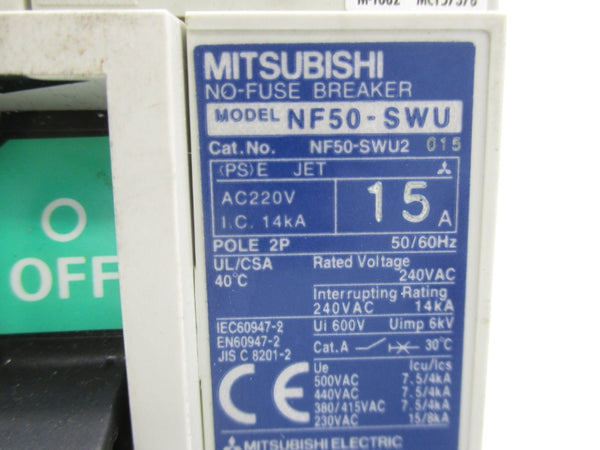 M-1002 MC157376
MITSUBISHI
NO-FUSE BREAKER
MODEL NF50-SWU
Cat.No. NF50-SWU2 015
(PS)E JET
AC220V
I.C. 14kA
15A
POLE 2P 50/60Hz
UL/CSA Rated Voltage
40°C 240VAC
Interrupting Rating
240VAC 14kA
IEC60947-2 Ui 600V Uimp 6kV
EN60947-2
JIS C 8201-2
Cat.A 30°C
Ue Icu/Ics
500VAC 7.5/4kA
440VAC 7.5/4kA
380/415VAC 7.5/4kA
230VAC 15/8kA
CE
MITSUBISHI ELECTRIC
OFF